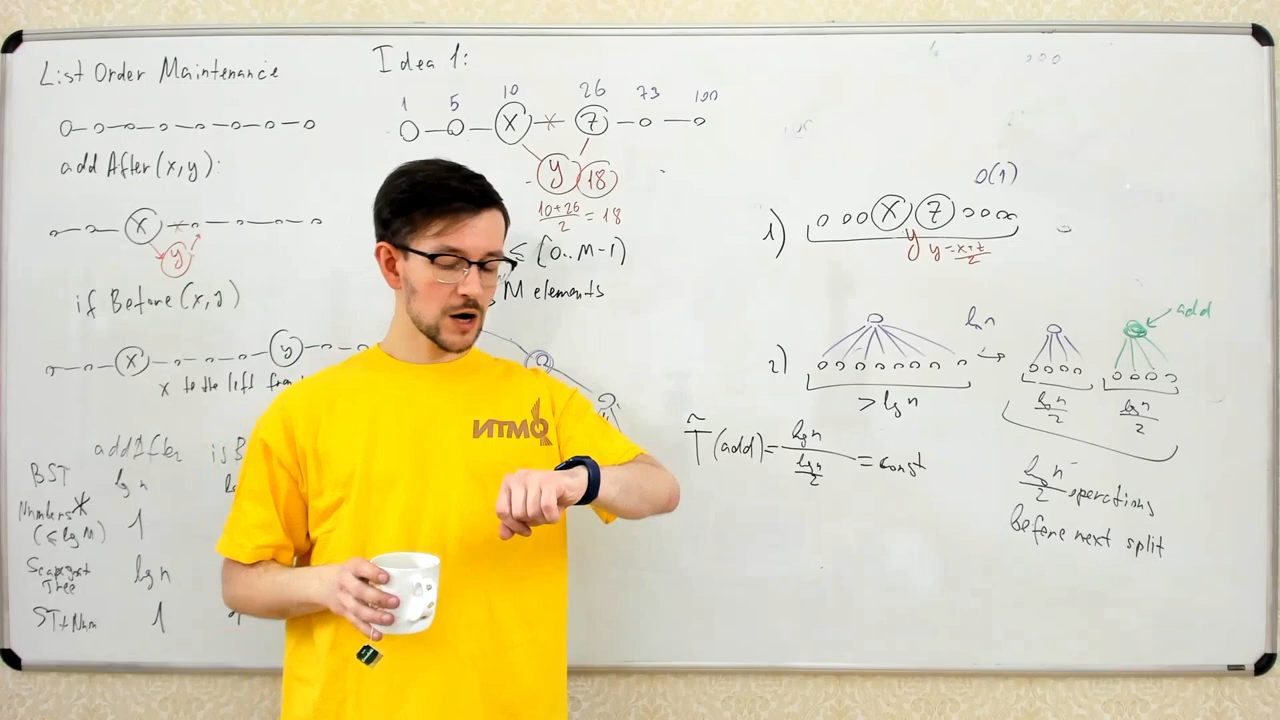 List Order Maintenance
add After (x,y):
x
y
if Before (x,y)
x
y
x to the left from
addAfter isB
BST lg n
Numbers* 1
(≤ lg M)
Scapegoat lg n
Tree
ST+Num 1
Idea 1:
1 5 10 26 73 100
x z
y 18
10+26/2 = 18
≤ [0..M-1)
M elements
ИТМО
O(1)
1) x z
y y = x+z/2
lg n
add
2)
> lg n
lg n/2 lg n/2
T̃(add) = lg n / lg n/2 = const
lg n/2 operations
before next split